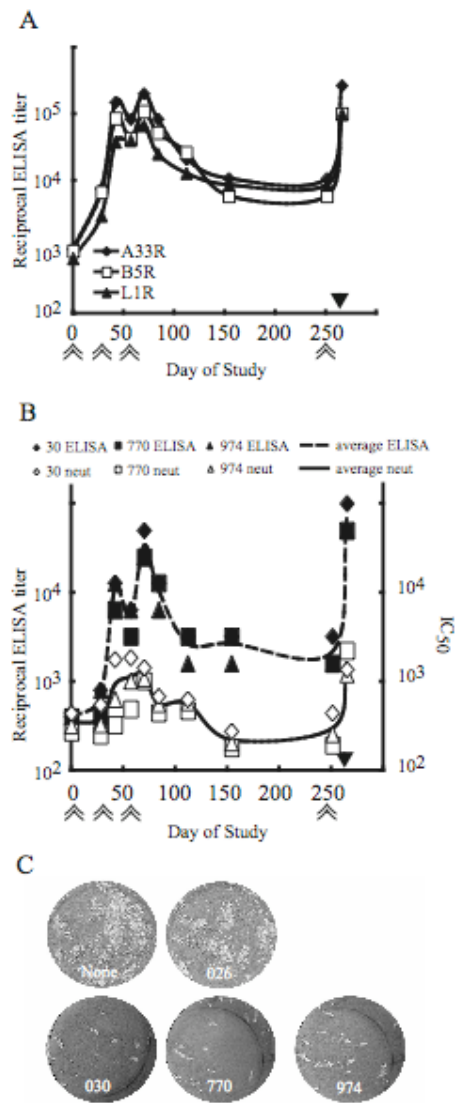 A
Reciprocal ELISA titer
10^5
10^4
10^3
10^2
A33R
B5R
L1R
0 50 100 150 200 250
Day of Study
B
30 ELISA 770 ELISA 974 ELISA average ELISA
30 neut 770 neut 974 neut average neut
Reciprocal ELISA titer
10^4
10^3
10^2
10^4
10^3
10^2
IC50
0 50 100 150 200 250
Day of Study
C
None 026
030 770 974